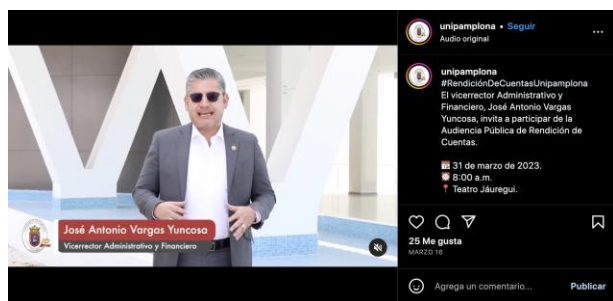 José Antonio Vargas Yuncosa
Vicerrector Administrativo y Financiero
unipamplona • Seguir
Audio original
unipamplona
#RendiciónDeCuentasUnipamplona
El vicerrector Administrativo y
Financiero, José Antonio Vargas
Yuncosa, invita a participar de la
Audiencia Pública de Rendición de
Cuentas.
📅 31 de marzo de 2023.
⏰ 8:00 a.m.
📍 Teatro Jáuregui.
25 Me gusta
MARZO 16
Agrega un comentario...
Publicar